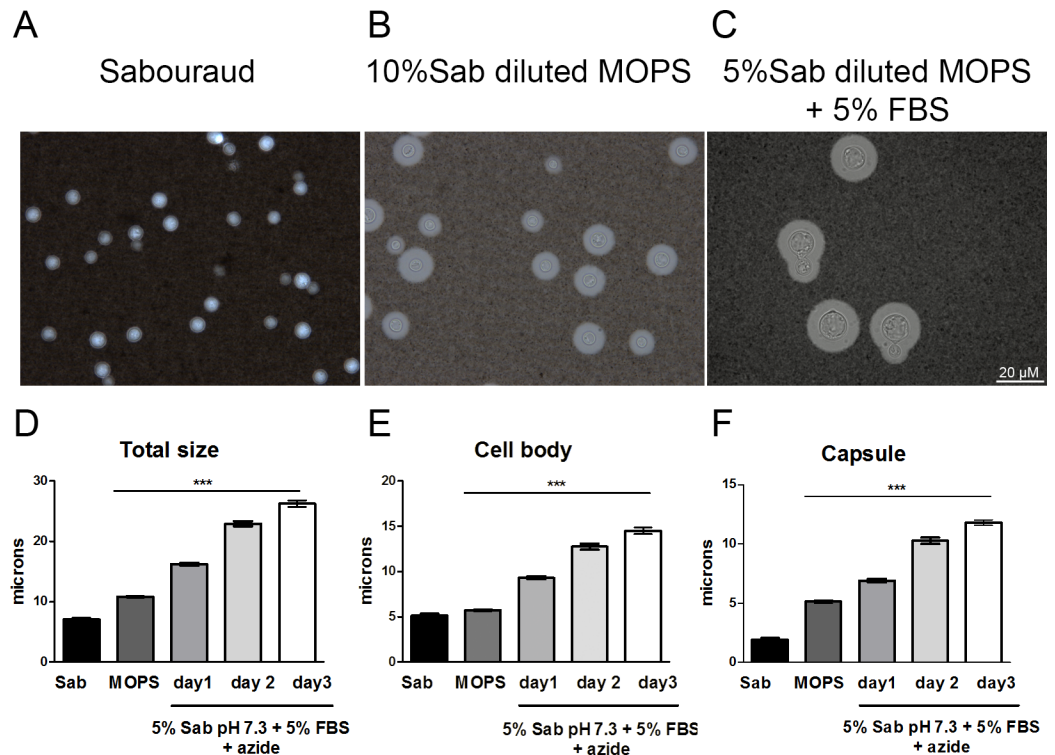 A
Sabouraud
B
10%Sab diluted MOPS
C
5%Sab diluted MOPS
+ 5% FBS
20 µM
D
Total size
***
microns
30
20
10
0
Sab
MOPS
day1
day 2
day3
5% Sab pH 7.3 + 5% FBS
+ azide
E
Cell body
***
microns
20
15
10
5
0
Sab
MOPS
day1
day 2
day3
5% Sab pH 7.3 + 5% FBS
+ azide
F
Capsule
***
microns
15
10
5
0
Sab
MOPS
day1
day 2
day3
5% Sab pH 7.3 + 5% FBS
+ azide